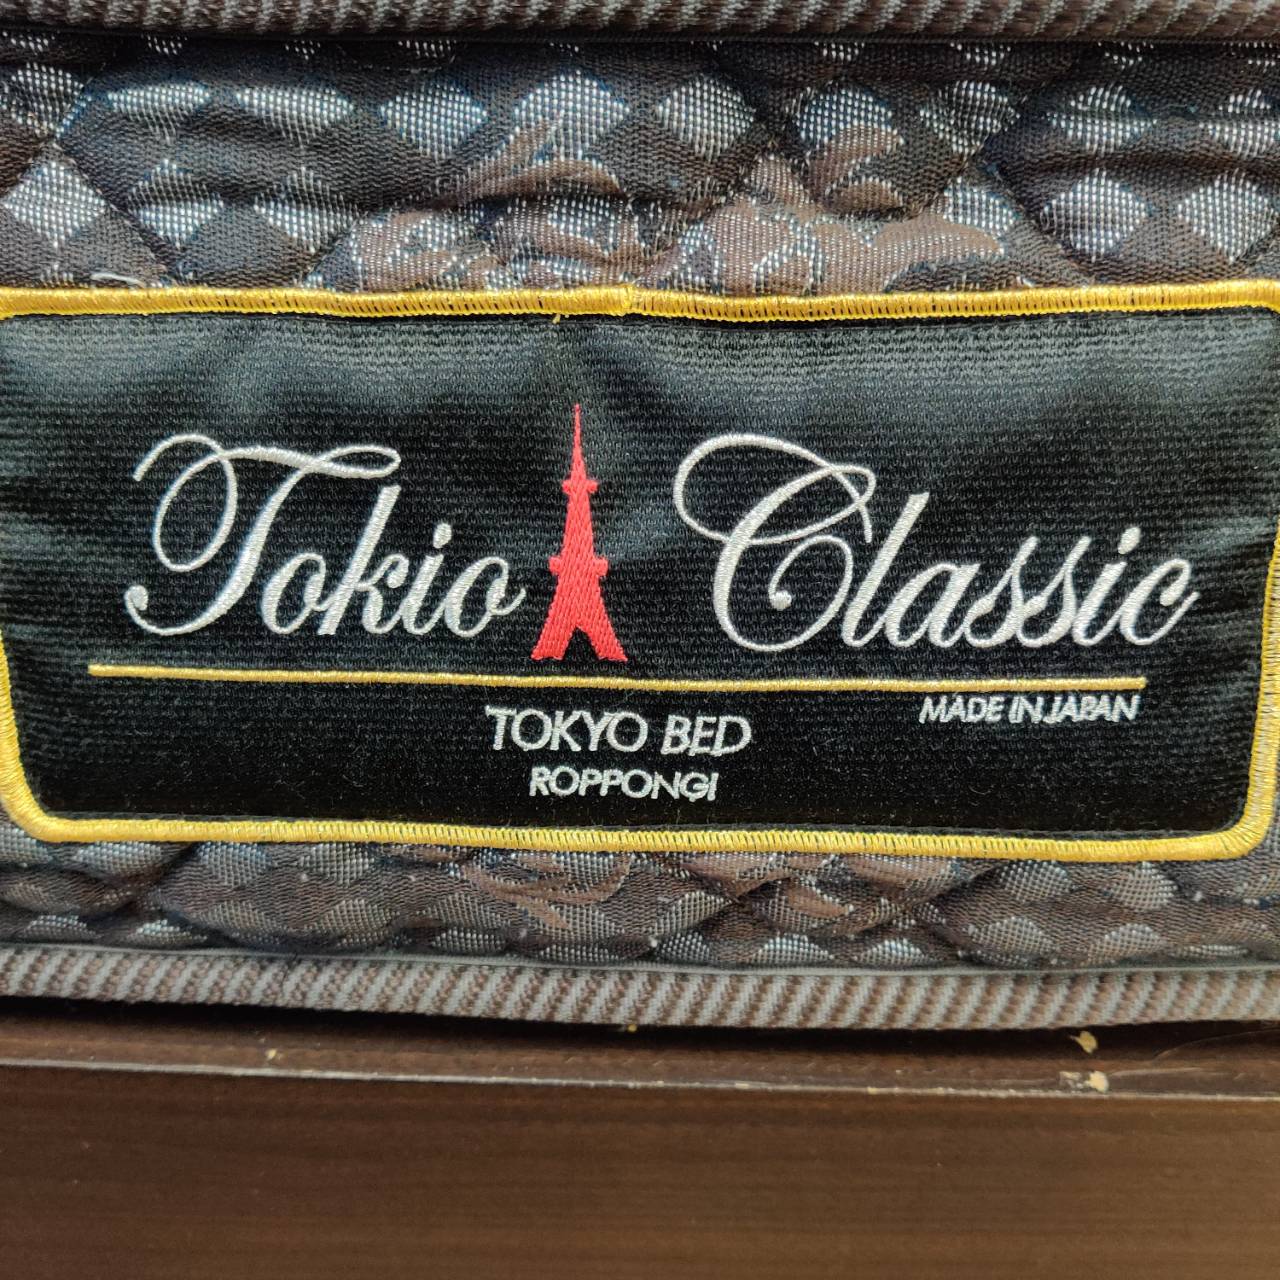 Tokio Classic
MADE IN JAPAN
TOKYO BED
ROPPONGI